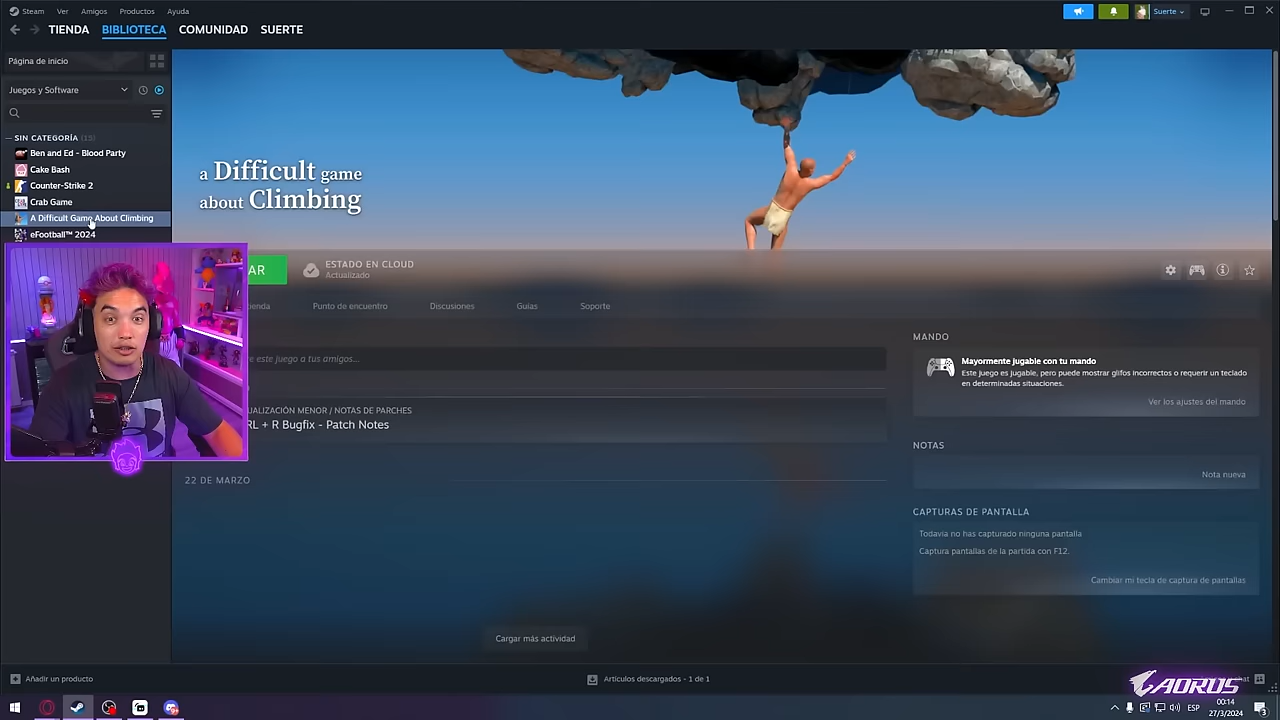 Steam Ver Amigos Productos Ayuda
Suerte
TIENDA BIBLIOTECA COMUNIDAD SUERTE
Página de inicio
Juegos y Software
SIN CATEGORÍA (15)
Ben and Ed - Blood Party
Cake Bash
Counter-Strike 2
Crab Game
A Difficult Game About Climbing
eFootball™ 2024
a Difficult game
about Climbing
AR
ESTADO EN CLOUD
Actualizado
ienda Punto de encuentro Discusiones Guías Soporte
e este juego a tus amigos...
UALIZACIÓN MENOR / NOTAS DE PARCHES
RL + R Bugfix - Patch Notes
22 DE MARZO
Cargar más actividad
MANDO
Mayormente jugable con tu mando
Este juego es jugable, pero puede mostrar glifos incorrectos o requerir un teclado
en determinadas situaciones.
Ver los ajustes del mando
NOTAS
Nota nueva
CAPTURAS DE PANTALLA
Todavía no has capturado ninguna pantalla
Captura pantallas de la partida con F12.
Cambiar mi tecla de captura de pantallas
Añadir un producto
Artículos descargados - 1 de 1
hat
AORUS
ESP
00:14
27/3/2024
3